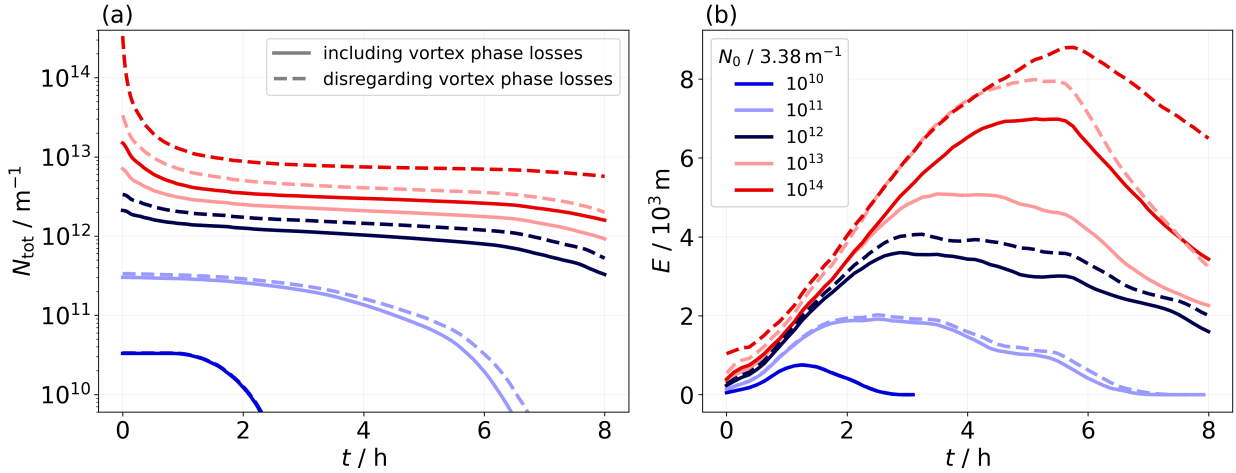 (a)
(b)
10¹⁴
10¹³
10¹²
10¹¹
10¹⁰
N_tot / m⁻¹
including vortex phase losses
disregarding vortex phase losses
0 2 4 6 8
t / h
8
6
4
2
0
E / 10³ m
N₀ / 3.38 m⁻¹
10¹⁰
10¹¹
10¹²
10¹³
10¹⁴
0 2 4 6 8
t / h